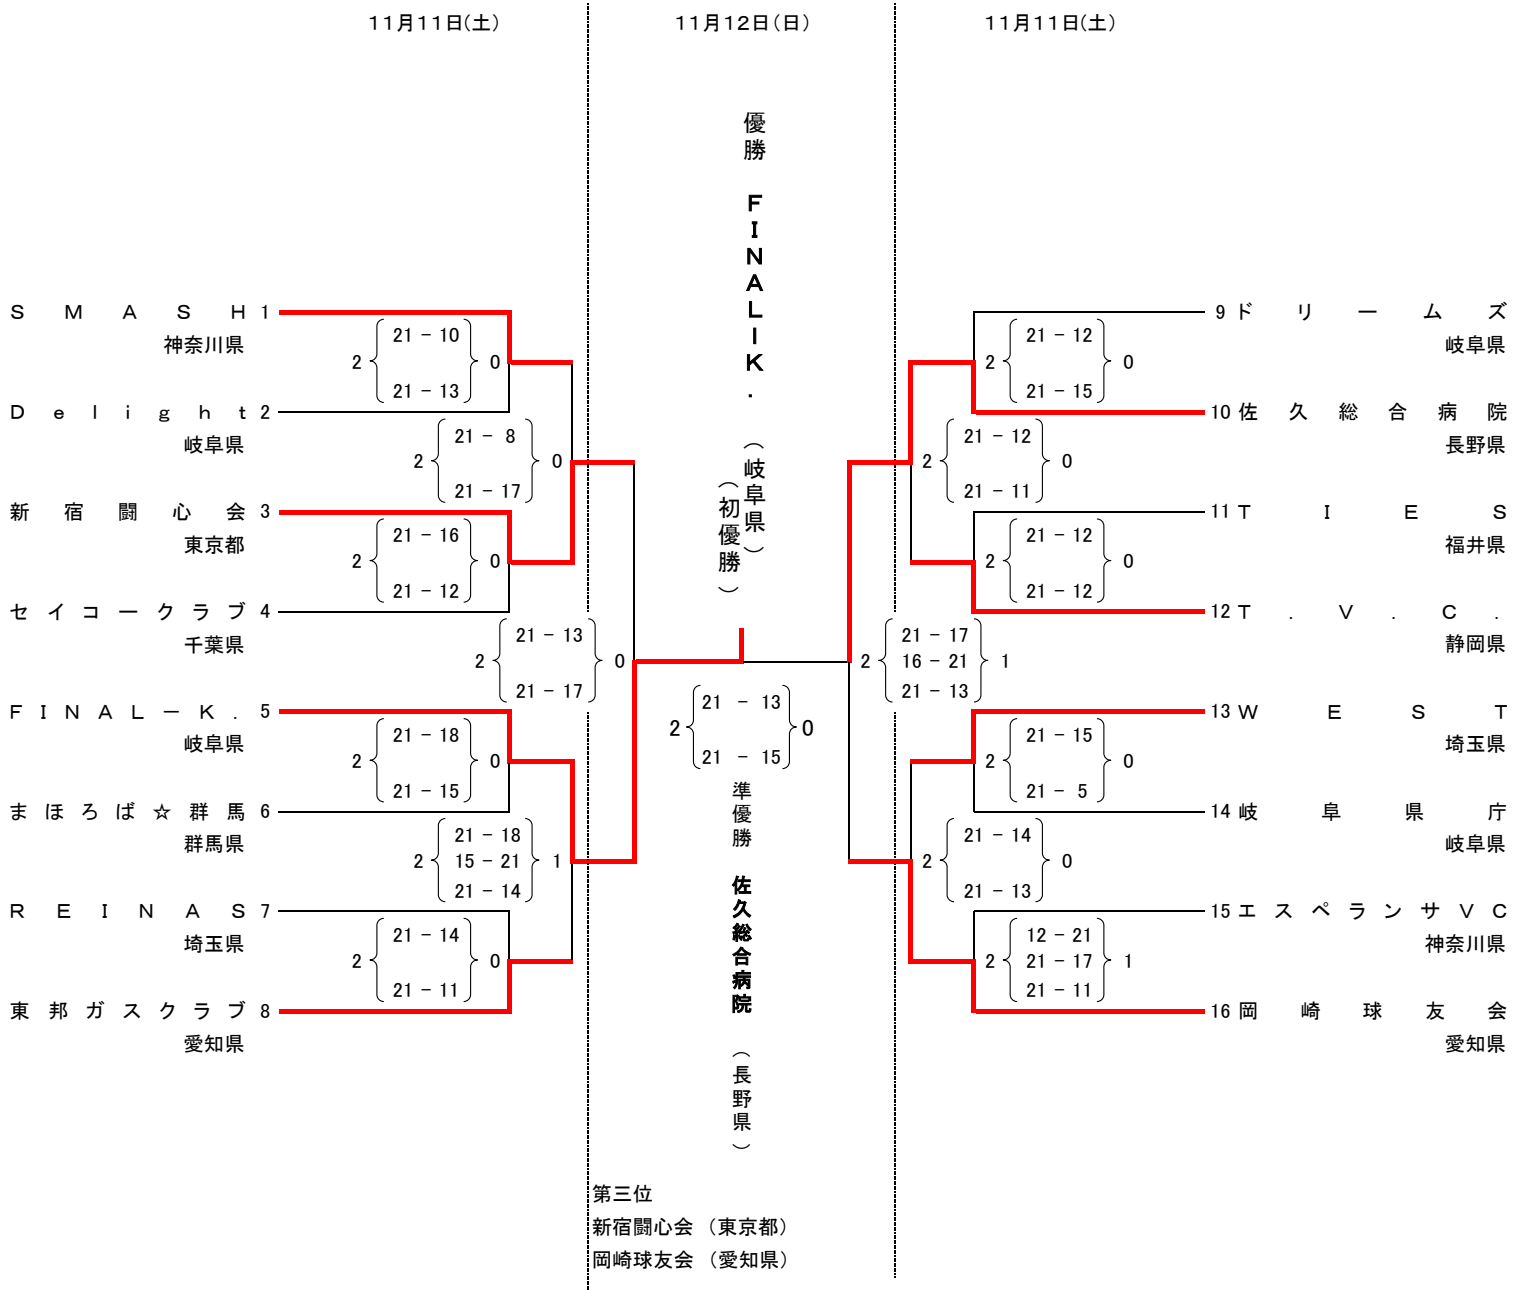 11月11日(土)
11月12日(日)
11月11日(土)
優勝 FINALIK. (岐阜県)
(初優勝)
SMASH 1
神奈川県
2 21-10 0
21-13
Delight 2
岐阜県
2 21-8 0
21-17
新宿闘心会 3
東京都
2 21-16 0
21-12
セイコークラブ 4
千葉県
2 21-13 0
21-17
FINAL-K. 5
岐阜県
2 21-18 0
21-15
まほろば☆群馬 6
群馬県
21-18
2 15-21 1
21-14
REINAS 7
埼玉県
2 21-14 0
21-11
東邦ガスクラブ 8
愛知県
2 21-13 0
21-15
準優勝 佐久総合病院 (長野県)
第三位
新宿闘心会 (東京都)
岡崎球友会 (愛知県)
9 ドリームズ
岐阜県
2 21-12 0
21-15
10 佐久総合病院
長野県
2 21-12 0
21-11
11 TIES
福井県
2 21-12 0
21-12
12 T.V.C.
静岡県
21-17
2 16-21 1
21-13
13 WEST
埼玉県
2 21-15 0
21-5
14 岐阜県庁
岐阜県
2 21-14 0
21-13
15 エスペランサVC
神奈川県
12-21
2 21-17 1
21-11
16 岡崎球友会
愛知県